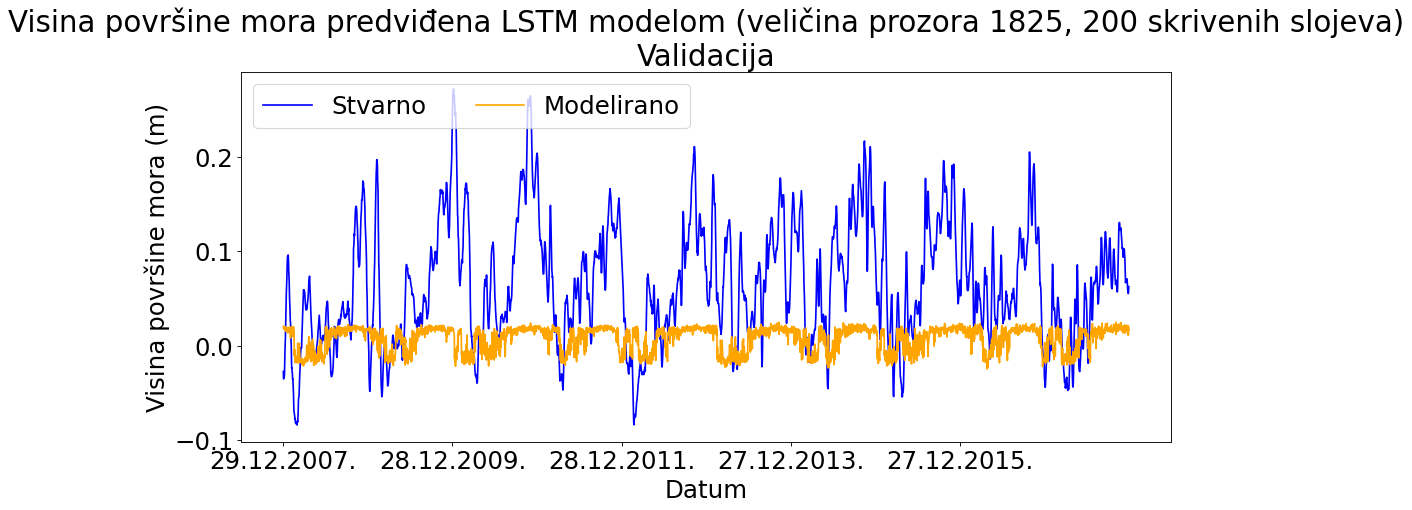 Visina površine mora predviđena LSTM modelom (veličina prozora 1825, 200 skrivenih slojeva)
Validacija
Stvarno
Modelirano
Visina površine mora (m)
0.2
0.1
0.0
−0.1
29.12.2007.
28.12.2009.
28.12.2011.
27.12.2013.
27.12.2015.
Datum